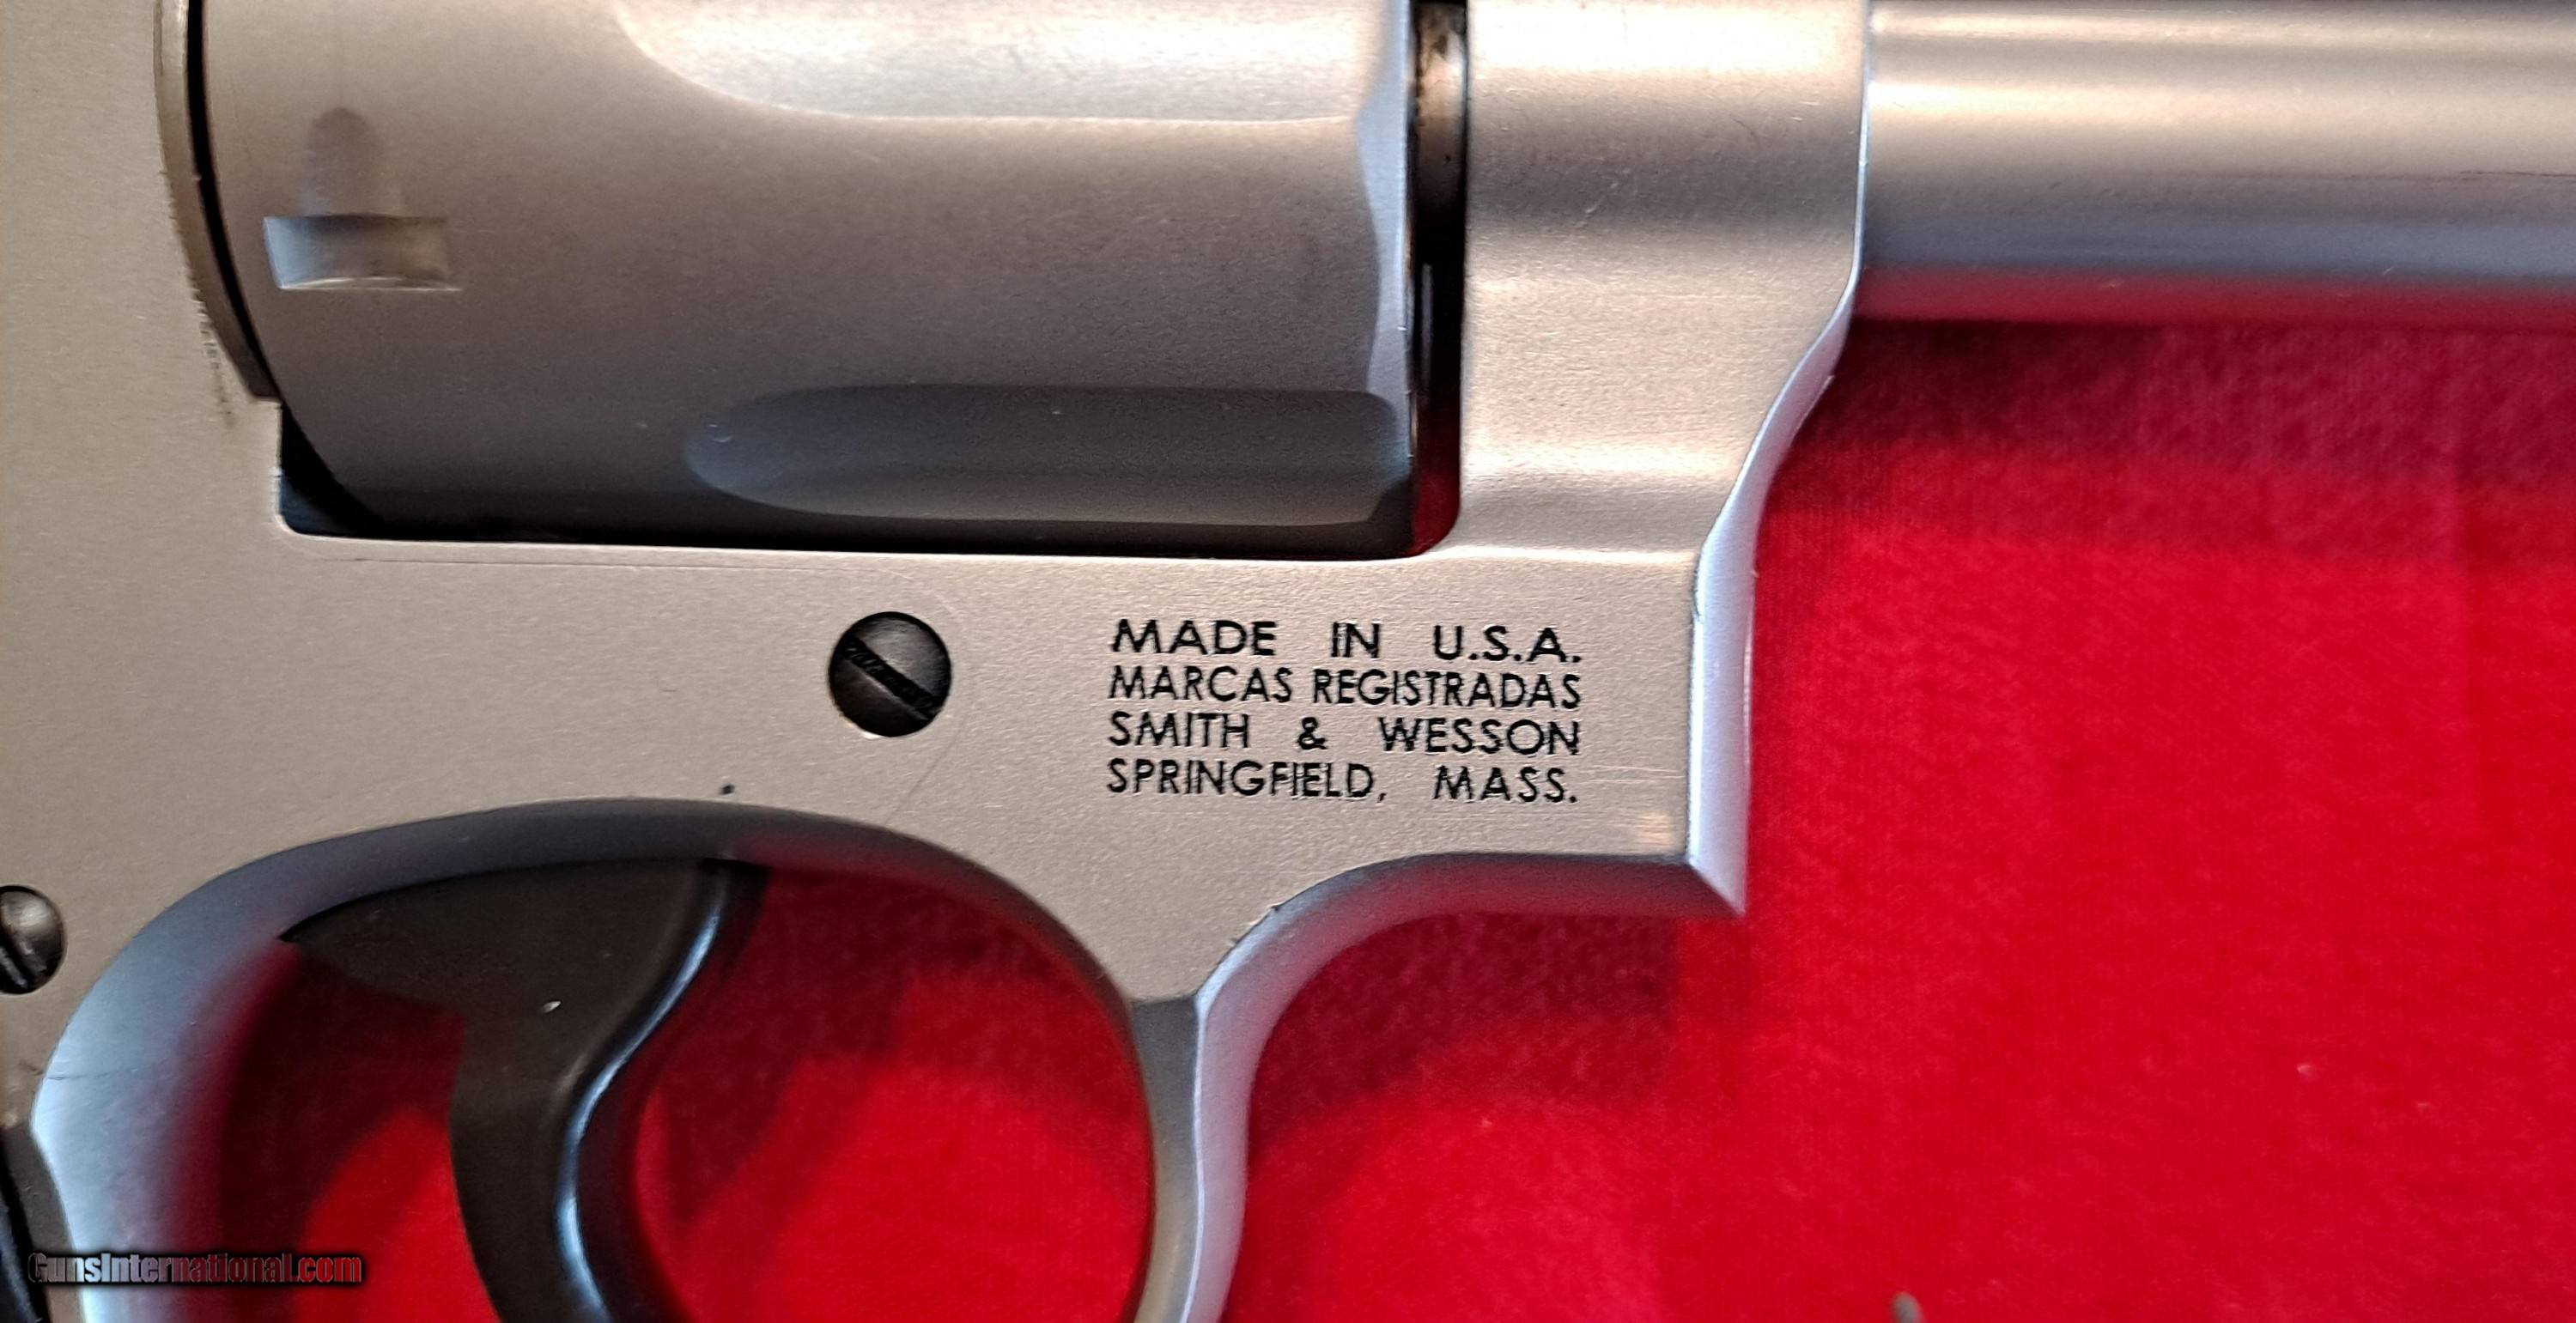 MADE IN U.S.A.
MARCAS REGISTRADAS
SMITH & WESSON
SPRINGFIELD, MASS.
GunsInternational.com